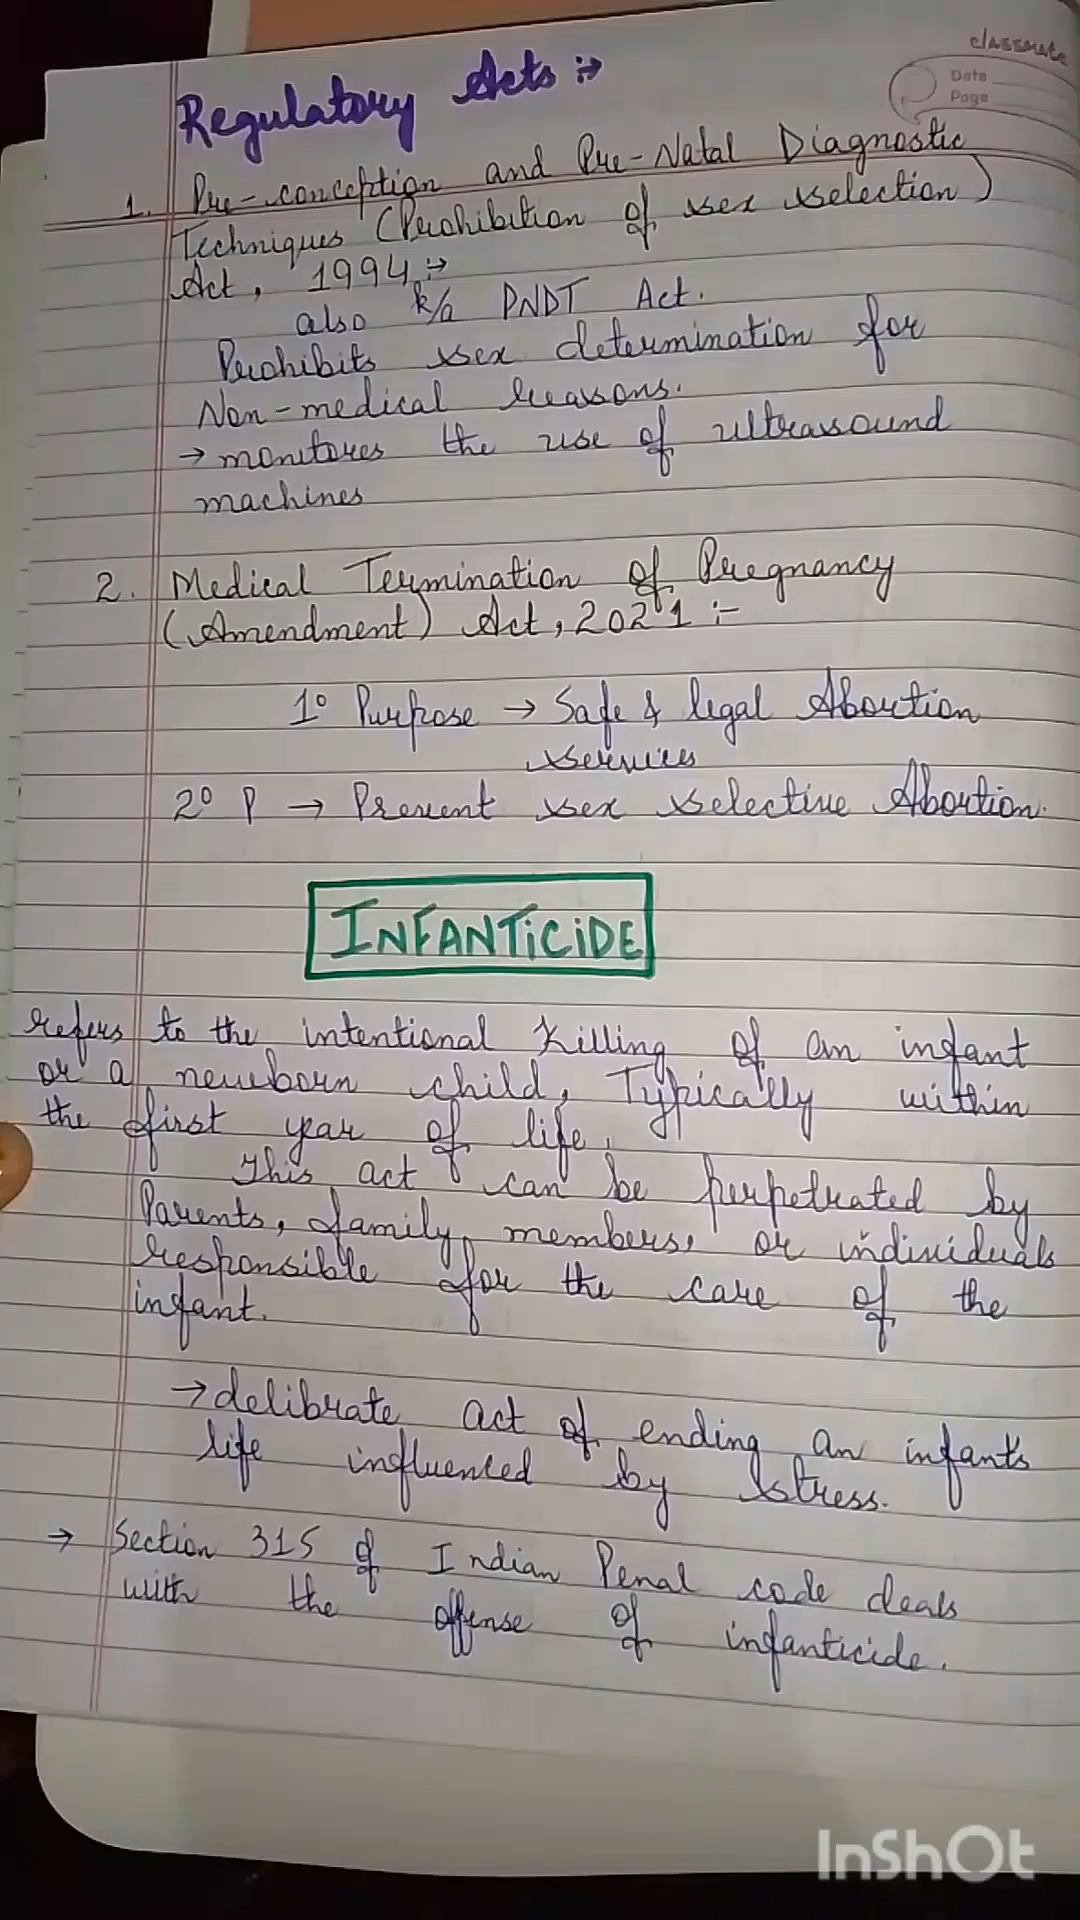 classmate
Date
Page
Regulatory Acts :→
1. Pre-conception and Pre-Natal Diagnostic
Techniques (Prohibition of sex selection)
Act, 1994 :→
also k/a PNDT Act.
Prohibits sex determination for
Non-medical reasons.
→ monitores the use of ultrasound
machines
2. Medical Termination of Pregnancy
(Amendment) Act, 2021 :-
1° Purpose → Safe & legal Abortion
services
2° P → Prevent sex selective Abortion.
INFANTiCiDE
refers to the intentional Killing of an infant
or a newborn child, Typically within
the first year of life.
This act can be perpetrated by
Parents, family members, or individuals
responsible for the care of the
infant.
→ delibrate act of ending an infant's
life influenced by stress.
→ Section 315 of Indian Penal code deals
with the offense of infanticide.
InShOt